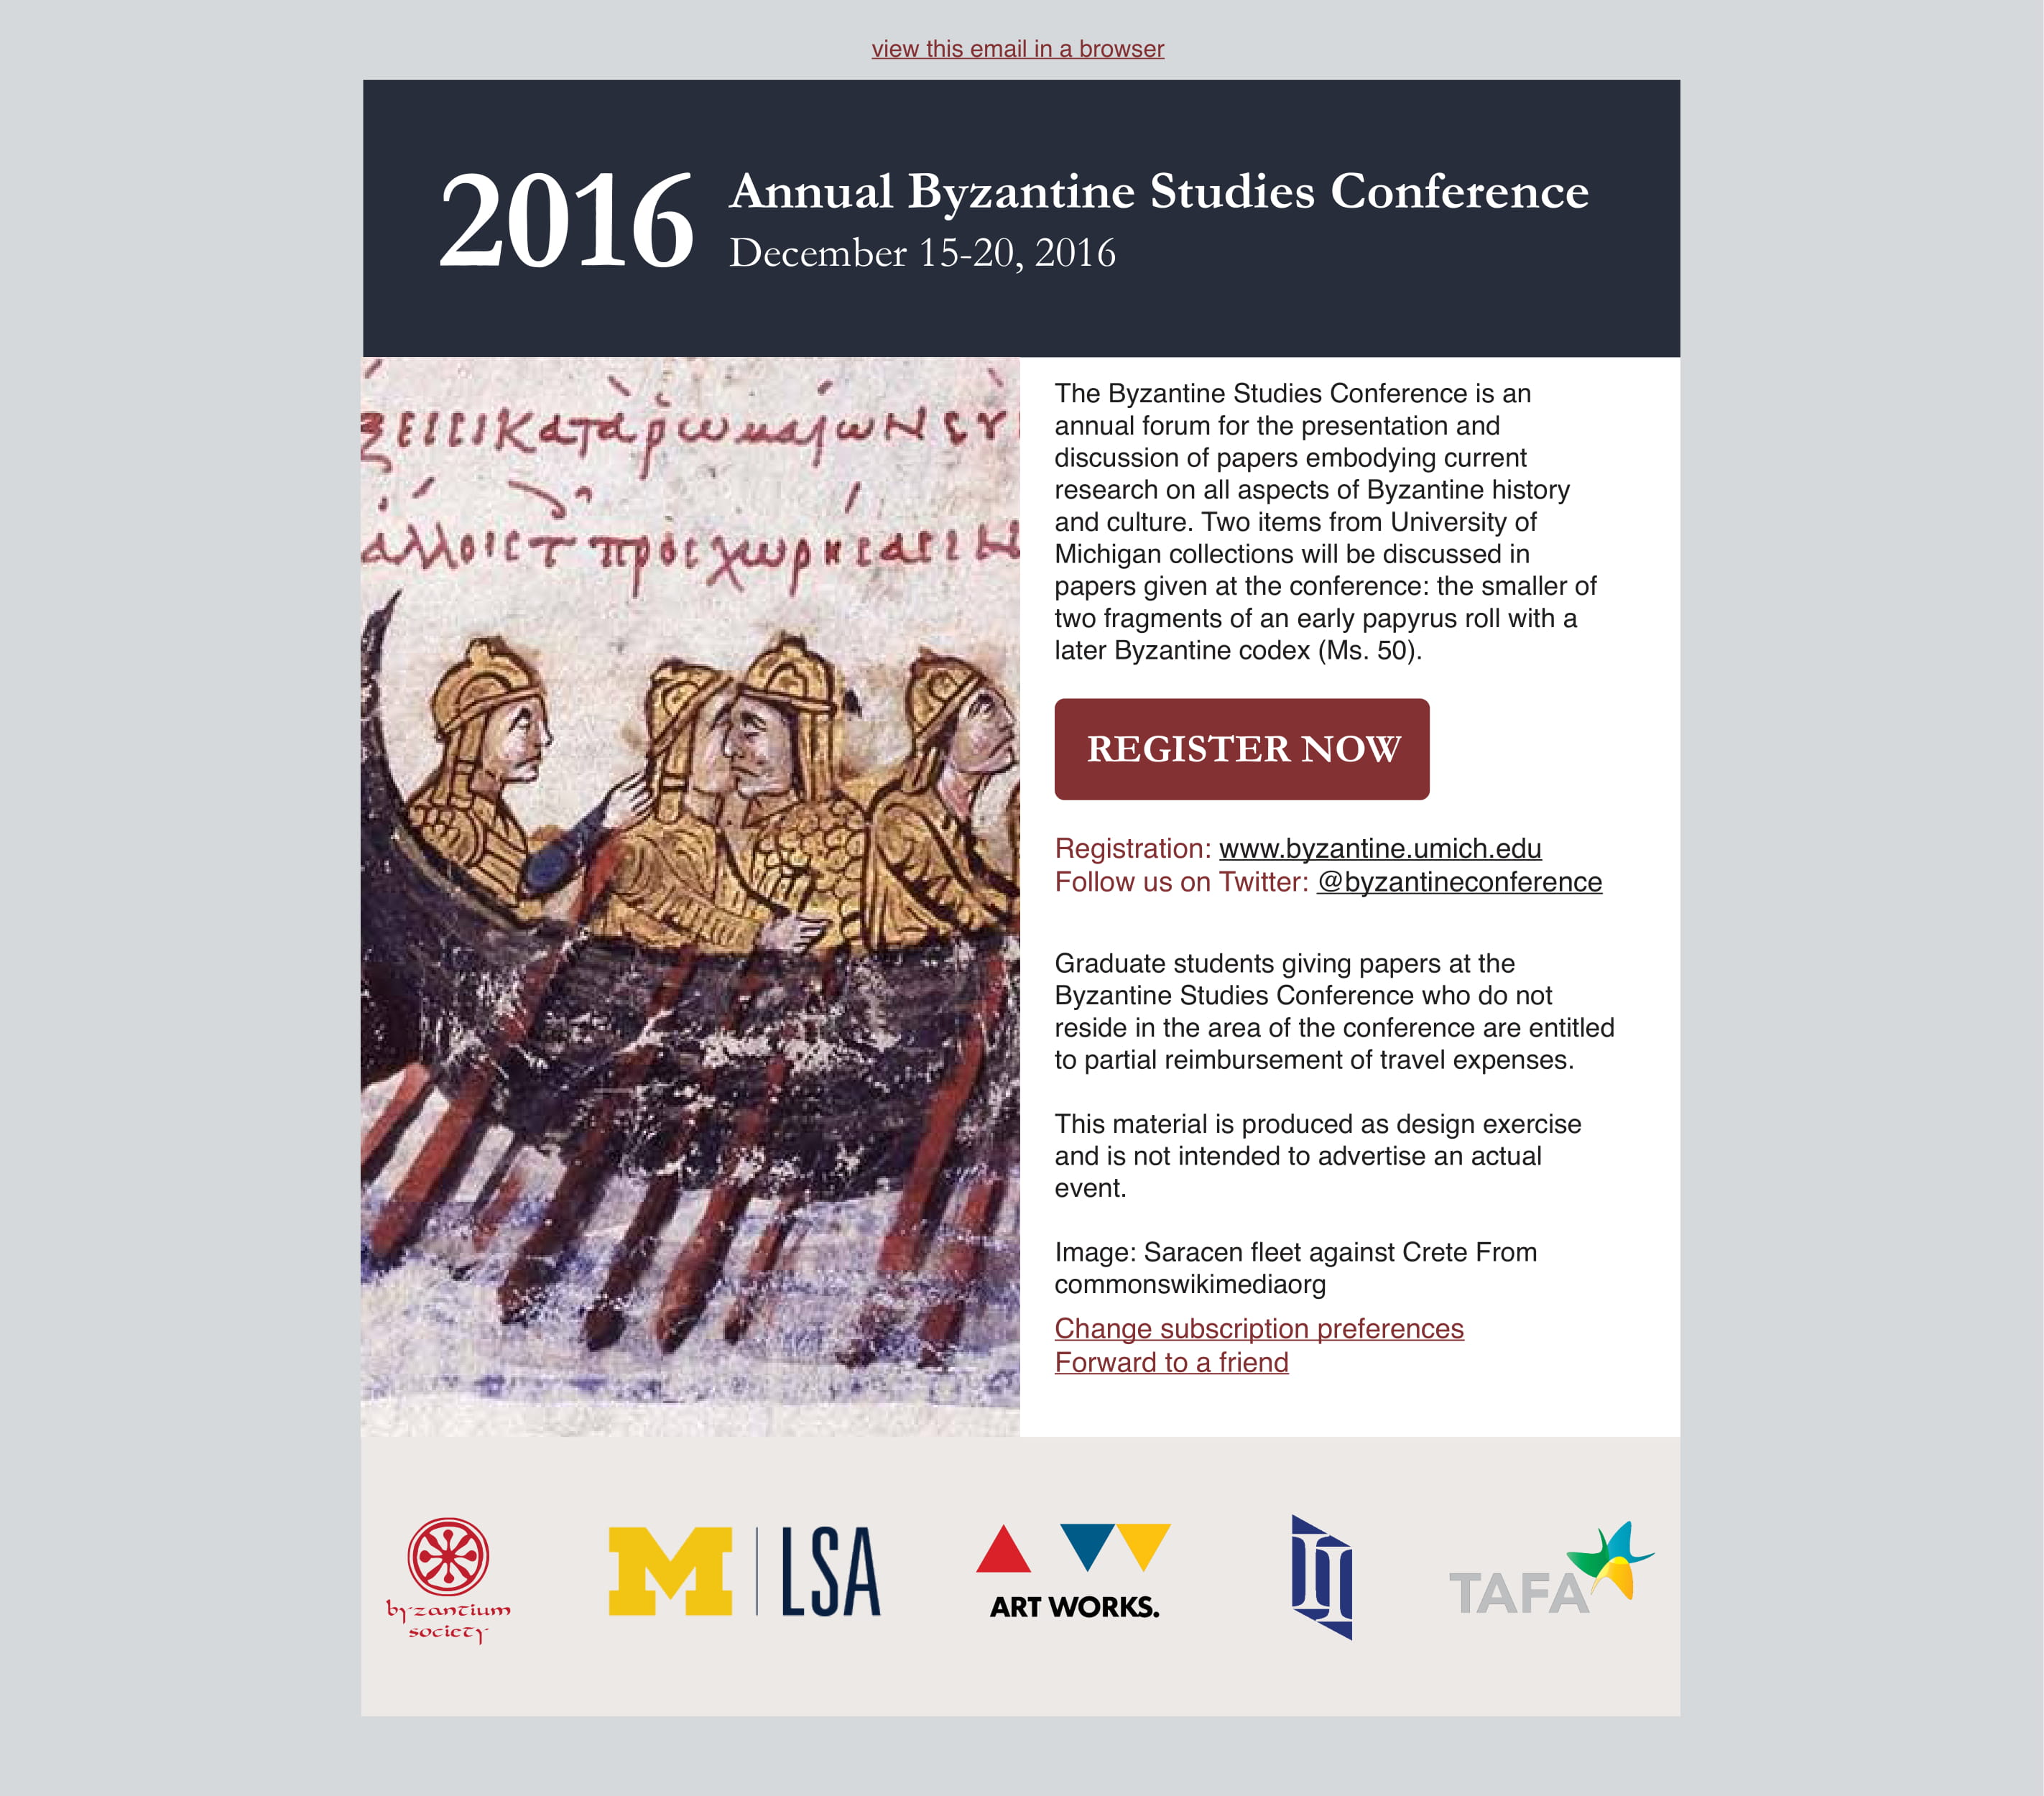 view this email in a browser
2016
Annual Byzantine Studies Conference
December 15-20, 2016
The Byzantine Studies Conference is an
annual forum for the presentation and
discussion of papers embodying current
research on all aspects of Byzantine history
and culture. Two items from University of
Michigan collections will be discussed in
papers given at the conference: the smaller of
two fragments of an early papyrus roll with a
later Byzantine codex (Ms. 50).
REGISTER NOW
Registration: www.byzantine.umich.edu
Follow us on Twitter: @byzantineconference
Graduate students giving papers at the
Byzantine Studies Conference who do not
reside in the area of the conference are entitled
to partial reimbursement of travel expenses.
This material is produced as design exercise
and is not intended to advertise an actual
event.
Image: Saracen fleet against Crete From
commonswikimediaorg
Change subscription preferences
Forward to a friend
byzantium
society
M LSA
ART WORKS.
TAFA